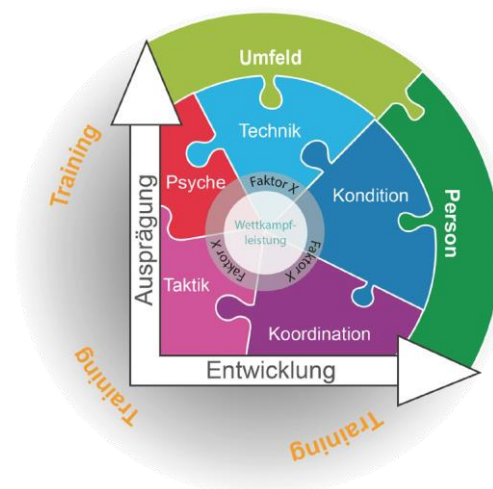 Umfeld
Technik
Training
Psyche
Faktor X
Kondition
Person
Wettkampf-
leistung
Ausprägung
Faktor X
Faktor X
Taktik
Koordination
Entwicklung
Training
Training